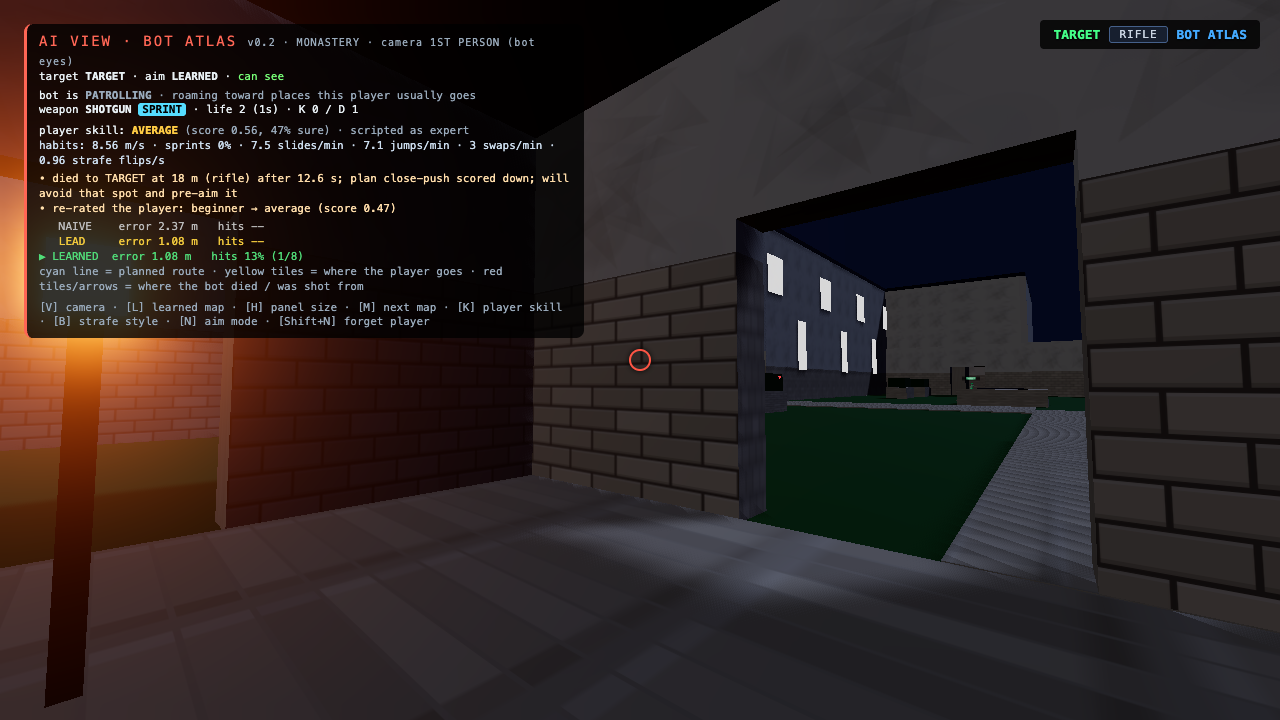 AI VIEW · BOT ATLAS v0.2 · MONASTERY · camera 1ST PERSON (bot
eyes)
target TARGET · aim LEARNED · can see
bot is PATROLLING · roaming toward places this player usually goes
weapon SHOTGUN SPRINT · life 2 (1s) · K 0 / D 1
player skill: AVERAGE (score 0.56, 47% sure) · scripted as expert
habits: 8.56 m/s · sprints 0% · 7.5 slides/min · 7.1 jumps/min · 3 swaps/min ·
0.96 strafe flips/s
• died to TARGET at 18 m (rifle) after 12.6 s; plan close-push scored down; will
avoid that spot and pre-aim it
• re-rated the player: beginner → average (score 0.47)
NAIVE error 2.37 m hits ——
LEAD error 1.08 m hits ——
▶ LEARNED error 1.08 m hits 13% (1/8)
cyan line = planned route · yellow tiles = where the player goes · red
tiles/arrows = where the bot died / was shot from
[V] camera · [L] learned map · [H] panel size · [M] next map · [K] player skill
· [B] strafe style · [N] aim mode · [Shift+N] forget player
TARGET RIFLE BOT ATLAS